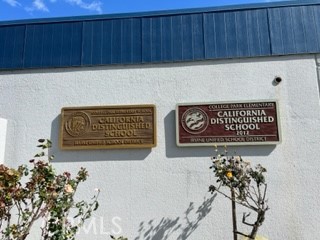 CALIFORNIA
DISTINGUISHED
SCHOOL
COLLEGE PARK ELEMENTARY
CALIFORNIA
DISTINGUISHED
SCHOOL
IRVINE UNIFIED SCHOOL DISTRICT
CRMLS